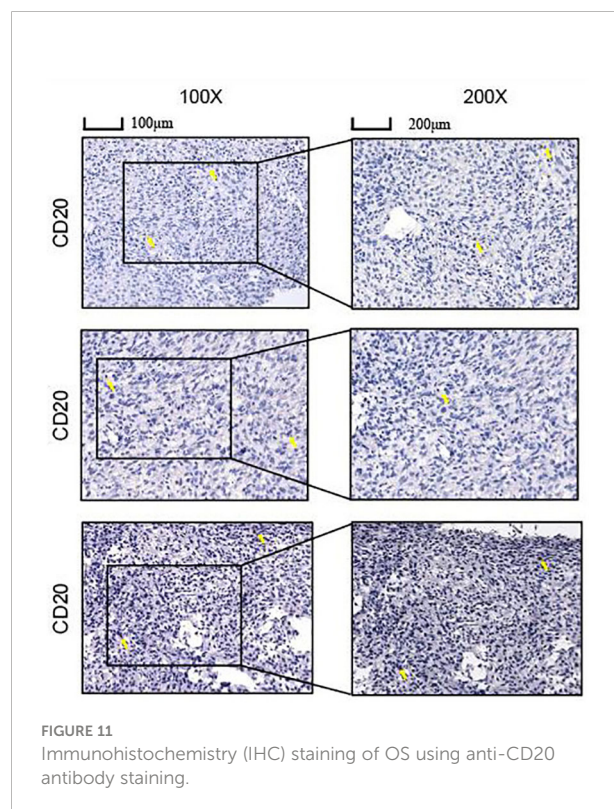 100X 200X
100μm 200μm
CD20
CD20
CD20
FIGURE 11
Immunohistochemistry (IHC) staining of OS using anti-CD20
antibody staining.